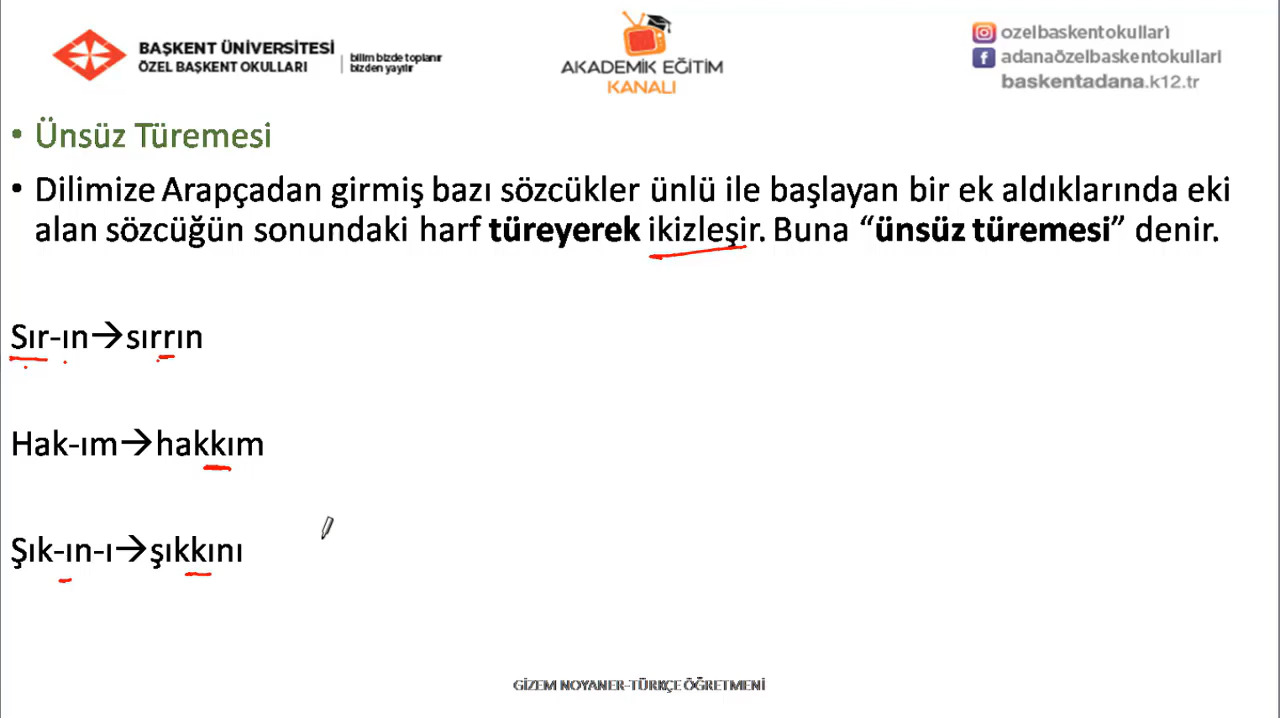 BAŞKENT ÜNİVERSİTESİ
ÖZEL BAŞKENT OKULLARI
bilim bizde toplanır
bizden yayılır
AKADEMİK EĞİTİM
KANALI
ozelbaskentokulları
adanaözelbaskentokullari
baskentadana.k12.tr
• Ünsüz Türemesi
• Dilimize Arapçadan girmiş bazı sözcükler ünlü ile başlayan bir ek aldıklarında eki
alan sözcüğün sonundaki harf türeyerek ikizleşir. Buna “ünsüz türemesi” denir.
Sır-ın→sırrın
Hak-ım→hakkım
Şık-ın-ı→şıkkını
GİZEM NOYANER-TÜRKÇE ÖĞRETMENİ